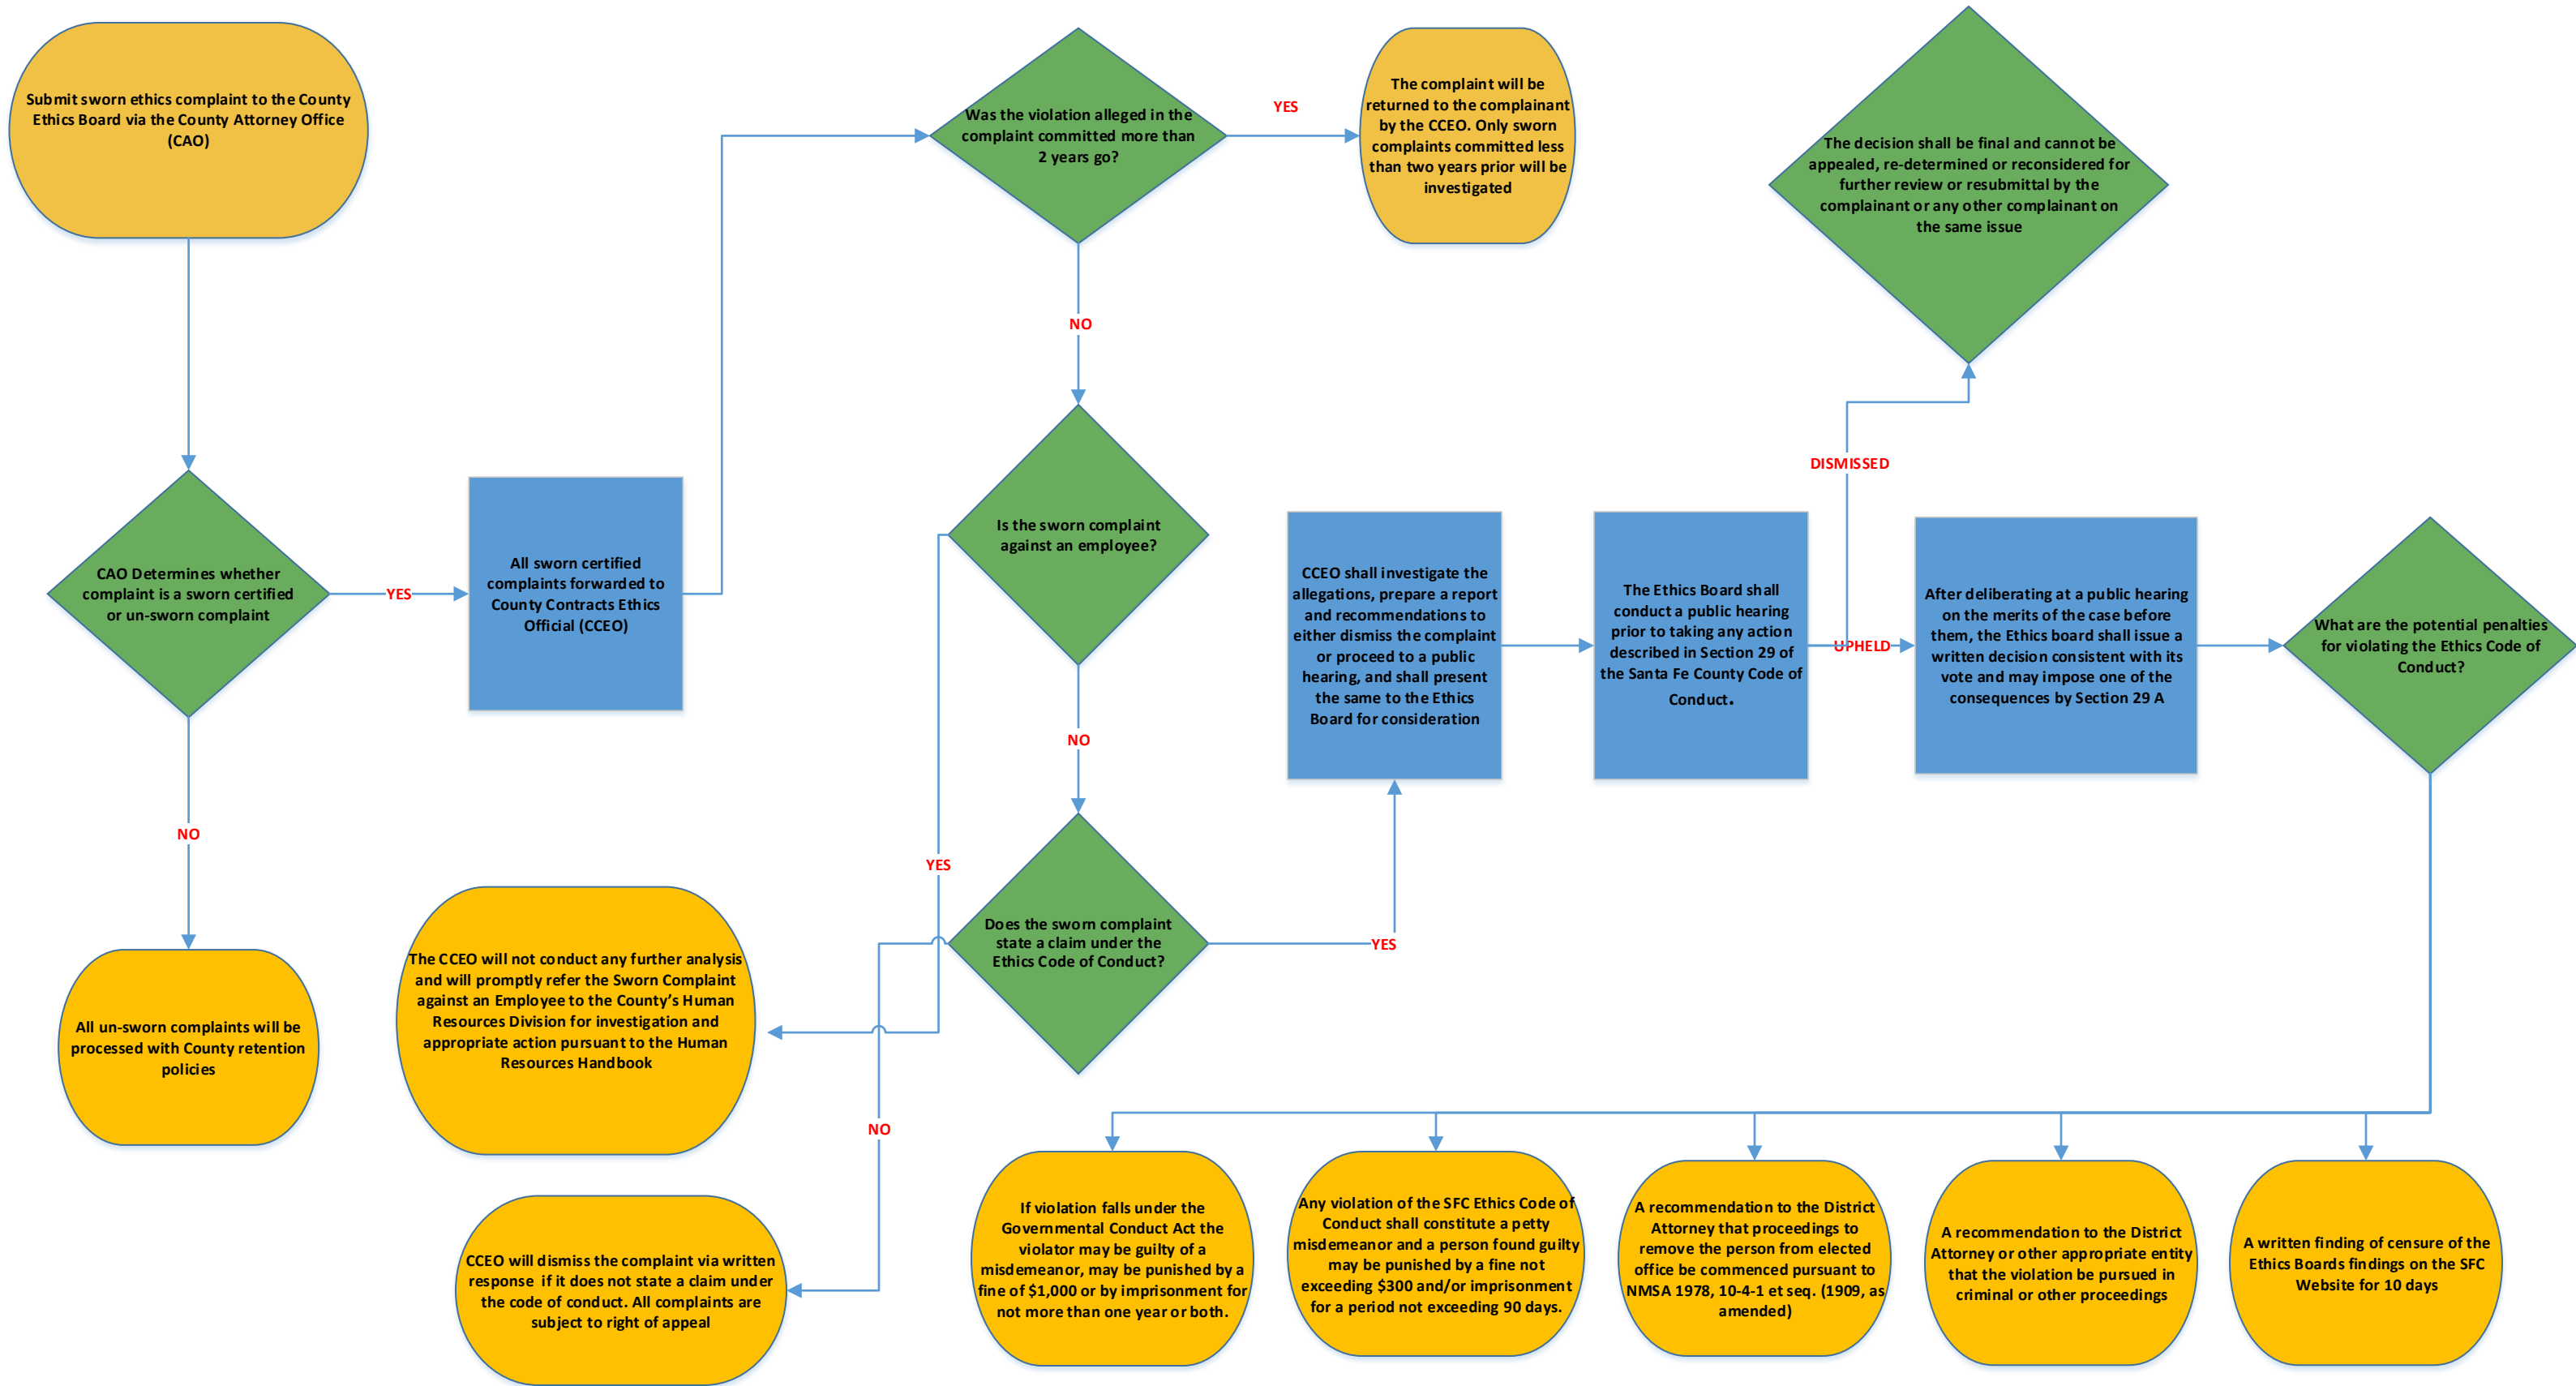 Submit sworn ethics complaint to the County
Ethics Board via the County Attorney Office
(CAO)
CAO Determines whether
complaint is a sworn certified
or un-sworn complaint
YES
NO
All un-sworn complaints will be
processed with County retention
policies
All sworn certified
complaints forwarded to
County Contracts Ethics
Official (CCEO)
Was the violation alleged in the
complaint committed more than
2 years go?
YES
The complaint will be
returned to the complainant
by the CCEO. Only sworn
complaints committed less
than two years prior will be
investigated
NO
Is the sworn complaint
against an employee?
YES
The CCEO will not conduct any further analysis
and will promptly refer the Sworn Complaint
against an Employee to the County's Human
Resources Division for investigation and
appropriate action pursuant to the Human
Resources Handbook
NO
Does the sworn complaint
state a claim under the
Ethics Code of Conduct?
NO
CCEO will dismiss the complaint via written
response if it does not state a claim under
the code of conduct. All complaints are
subject to right of appeal
YES
CCEO shall investigate the
allegations, prepare a report
and recommendations to
either dismiss the complaint
or proceed to a public
hearing, and shall present
the same to the Ethics
Board for consideration
The Ethics Board shall
conduct a public hearing
prior to taking any action
described in Section 29 of
the Santa Fe County Code of
Conduct.
DISMISSED
The decision shall be final and cannot be
appealed, re-determined or reconsidered for
further review or resubmittal by the
complainant or any other complainant on
the same issue
UPHELD
After deliberating at a public hearing
on the merits of the case before
them, the Ethics board shall issue a
written decision consistent with its
vote and may impose one of the
consequences by Section 29 A
What are the potential penalties
for violating the Ethics Code of
Conduct?
If violation falls under the
Governmental Conduct Act the
violator may be guilty of a
misdemeanor, may be punished by a
fine of $1,000 or by imprisonment for
not more than one year or both.
Any violation of the SFC Ethics Code of
Conduct shall constitute a petty
misdemeanor and a person found guilty
may be punished by a fine not
exceeding $300 and/or imprisonment
for a period not exceeding 90 days.
A recommendation to the District
Attorney that proceedings to
remove the person from elected
office be commenced pursuant to
NMSA 1978, 10-4-1 et seq. (1909, as
amended)
A recommendation to the District
Attorney or other appropriate entity
that the violation be pursued in
criminal or other proceedings
A written finding of censure of the
Ethics Boards findings on the SFC
Website for 10 days